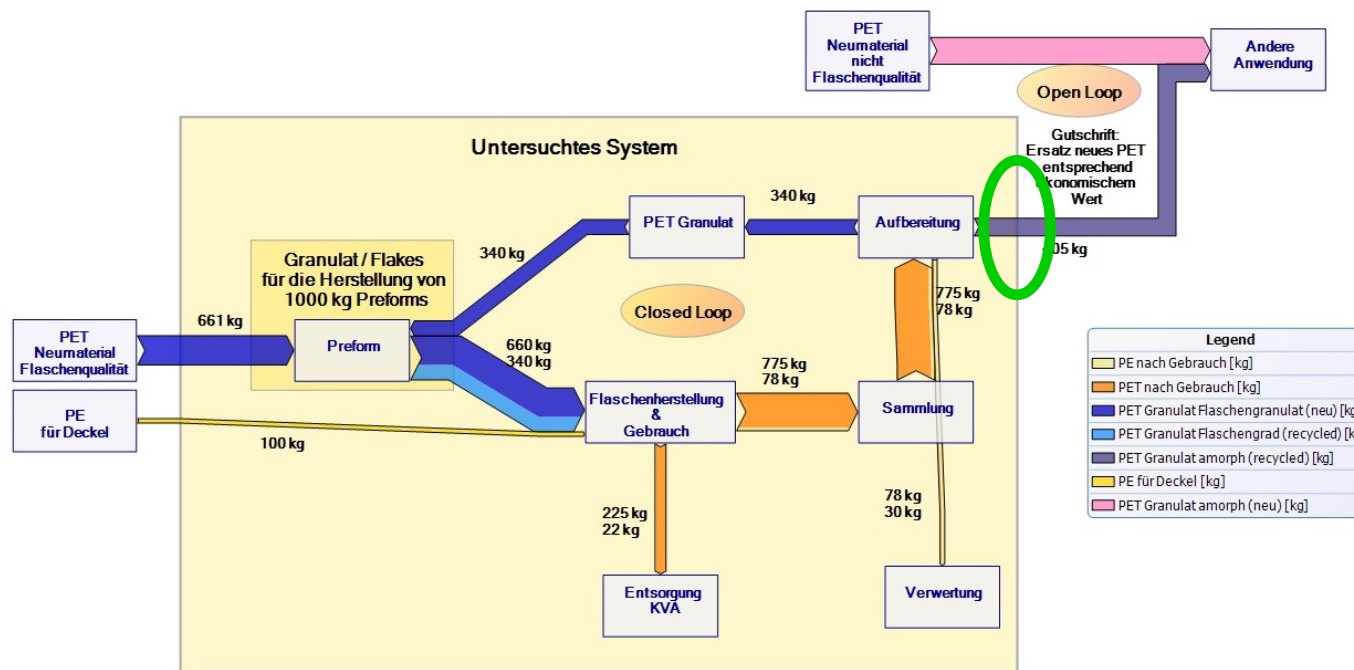 PET
Neumaterial
nicht
Flaschenqualität
Andere
Anwendung
Open Loop
Gutschrift:
Ersatz neues PET
entsprechend
ökonomischem
Wert
Untersuchtes System
340 kg
PET Granulat
Aufbereitung
405 kg
Granulat / Flakes
für die Herstellung von
1000 kg Preforms
340 kg
Closed Loop
775 kg
78 kg
661 kg
PET
Neumaterial
Flaschenqualität
Preform
660 kg
340 kg
775 kg
78 kg
PE
für Deckel
100 kg
Flaschenherstellung
&
Gebrauch
Sammlung
225 kg
22 kg
78 kg
30 kg
Entsorgung
KVA
Verwertung
Legend
PE nach Gebrauch [kg]
PET nach Gebrauch [kg]
PET Granulat Flaschengranulat (neu) [kg
PET Granulat Flaschengrad (recycled) [k
PET Granulat amorph (recycled) [kg]
PE für Deckel [kg]
PET Granulat amorph (neu) [kg]